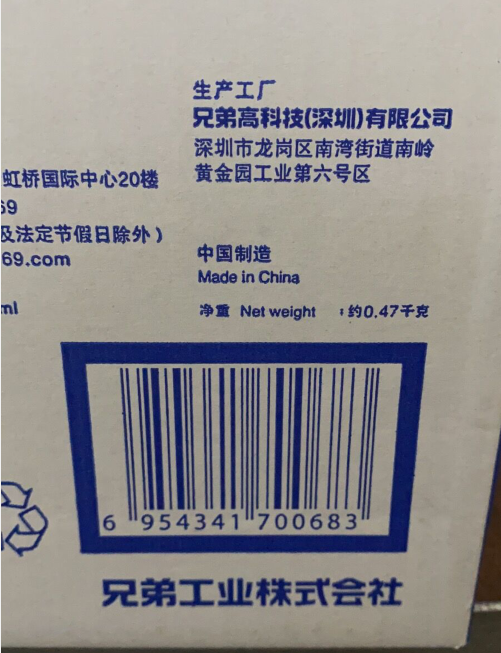 生产工厂
兄弟高科技(深圳)有限公司
深圳市龙岗区南湾街道南岭
黄金园工业第六号区
虹桥国际中心20楼
69
及法定节假日除外）
69.com
中国制造
Made in China
ml
净重 Net weight :约0.47千克
6 954341 700683
兄弟工业株式会社